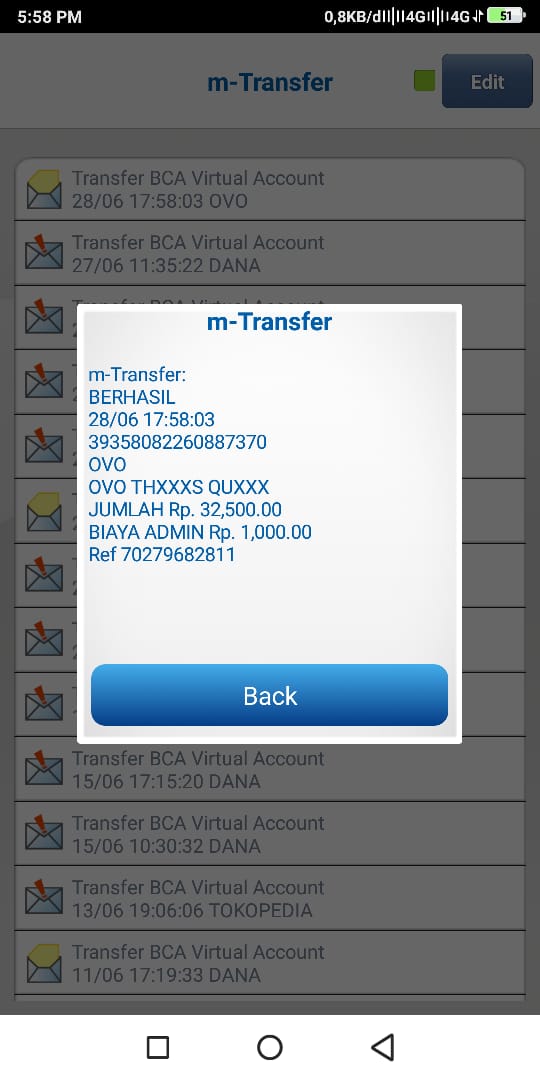 5:58 PM
0,8KB/d 4G 4G 51
m-Transfer
Edit
Transfer BCA Virtual Account
28/06 17:58:03 OVO
Transfer BCA Virtual Account
27/06 11:35:22 DANA
m-Transfer
m-Transfer:
BERHASIL
28/06 17:58:03
39358082260887370
OVO
OVO THXXXS QUXXX
JUMLAH Rp. 32,500.00
BIAYA ADMIN Rp. 1,000.00
Ref 70279682811
Back
Transfer BCA Virtual Account
15/06 17:15:20 DANA
Transfer BCA Virtual Account
15/06 10:30:32 DANA
Transfer BCA Virtual Account
13/06 19:06:06 TOKOPEDIA
Transfer BCA Virtual Account
11/06 17:19:33 DANA